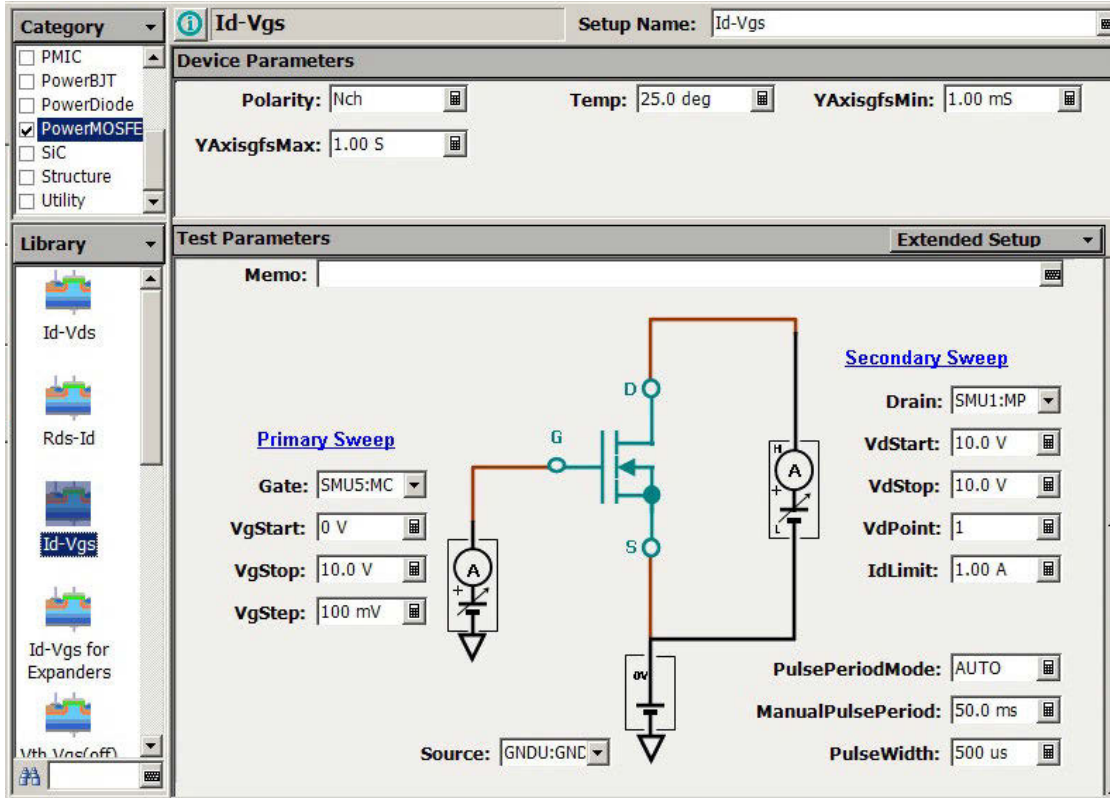 Category
PMIC
PowerBJT
PowerDiode
PowerMOSFE
SiC
Structure
Utility
Library
Id-Vds
Rds-Id
Id-Vgs
Id-Vgs for
Expanders
Vth Vgs(off)
Id-Vgs
Setup Name: Id-Vgs
Device Parameters
Polarity: Nch
Temp: 25.0 deg
YAxisgfsMin: 1.00 mS
YAxisgfsMax: 1.00 S
Test Parameters
Extended Setup
Memo:
Primary Sweep
Gate: SMU5:MC
VgStart: 0 V
VgStop: 10.0 V
VgStep: 100 mV
A
+
G
D
S
H
A
+
L
0V
Source: GNDU:GND
Secondary Sweep
Drain: SMU1:MP
VdStart: 10.0 V
VdStop: 10.0 V
VdPoint: 1
IdLimit: 1.00 A
PulsePeriodMode: AUTO
ManualPulsePeriod: 50.0 ms
PulseWidth: 500 us